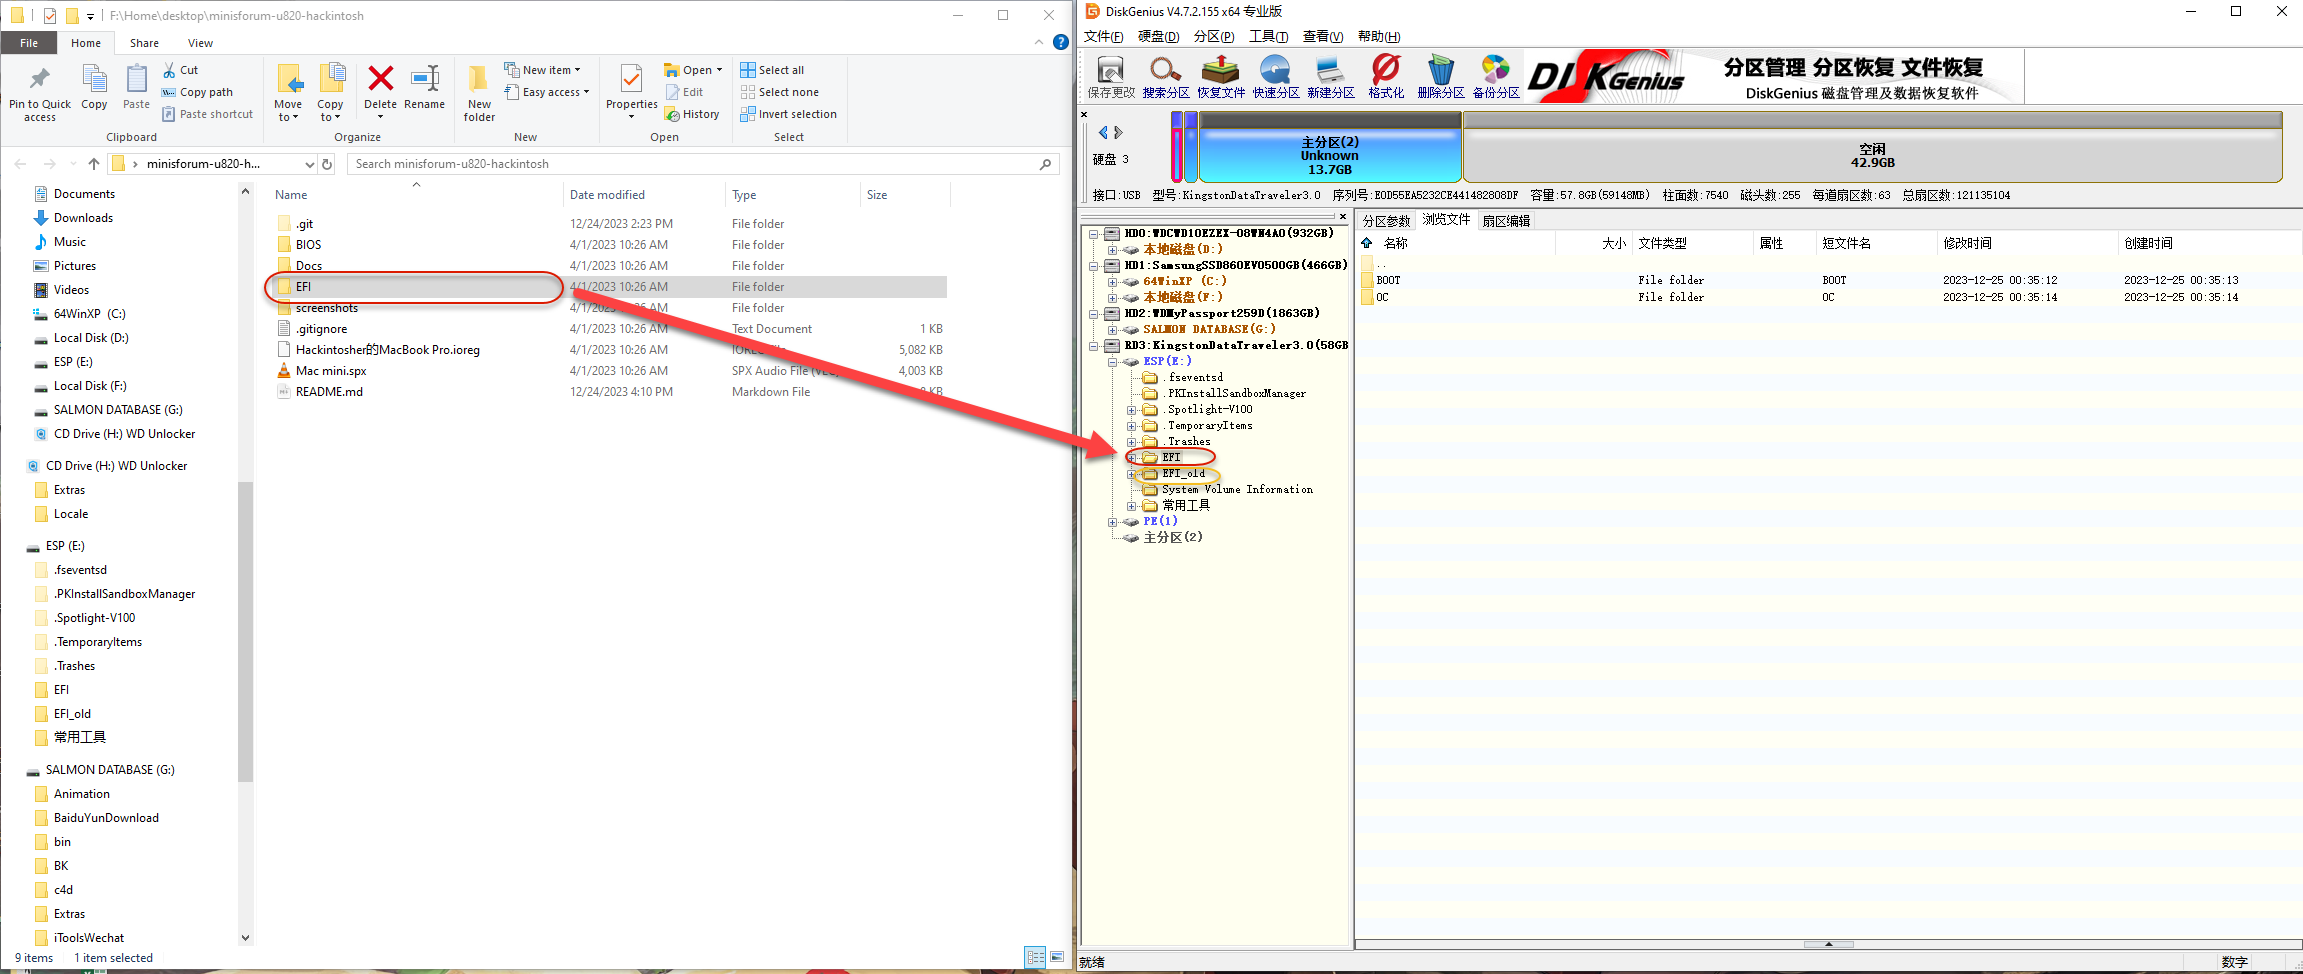 F:\Home\desktop\minisforum-u820-hackintosh
File Home Share View
Pin to Quick access
Copy
Paste
Cut
Copy path
Paste shortcut
Clipboard
Move to
Copy to
Delete
Rename
Organize
New folder
New item
Easy access
New
Properties
Open
Edit
History
Open
Select all
Select none
Invert selection
Select
minisforum-u820-h...
Search minisforum-u820-hackintosh
Documents
Downloads
Music
Pictures
Videos
64WinXP (C:)
Local Disk (D:)
ESP (E:)
Local Disk (F:)
SALMON DATABASE (G:)
CD Drive (H:) WD Unlocker
CD Drive (H:) WD Unlocker
Extras
Locale
ESP (E:)
.fseventsd
.PKInstallSandboxManager
.Spotlight-V100
.TemporaryItems
.Trashes
EFI
EFI_old
常用工具
SALMON DATABASE (G:)
Animation
BaiduYunDownload
bin
BK
c4d
Extras
iToolsWechat
Name Date modified Type Size
.git 12/24/2023 2:23 PM File folder
BIOS 4/1/2023 10:26 AM File folder
Docs 4/1/2023 10:26 AM File folder
EFI 4/1/2023 10:26 AM File folder
screenshots 4/1/2023 10:26 AM File folder
.gitignore 4/1/2023 10:26 AM Text Document 1 KB
Hackintosher的MacBook Pro.ioreg 4/1/2023 10:26 AM 5,082 KB
Mac mini.spx 4/1/2023 10:26 AM SPX Audio File 4,003 KB
README.md 12/24/2023 4:10 PM Markdown File KB
9 items 1 item selected
DiskGenius V4.7.2.155 x64 专业版
文件(F) 硬盘(D) 分区(P) 工具(T) 查看(V) 帮助(H)
保存更改 搜索分区 恢复文件 快速分区 新建分区 格式化 删除分区 备份分区
DISKGENIUS
分区管理 分区恢复 文件恢复
DiskGenius 磁盘管理及数据恢复软件
硬盘 3
主分区(2)
Unknown
13.7GB
空闲
42.9GB
接口:USB 型号:KingstonDataTraveler3.0 序列号:E0D55EA5232CE441482808DF 容量:57.8GB(59148MB) 柱面数:7540 磁头数:255 每道扇区数:63 总扇区数:121135104
HD0:WDCWD10EZEX-08WN4A0(932GB)
本地磁盘(D:)
HD1:SamsungSSD860EVO500GB(466GB)
64WinXP (C:)
本地磁盘(F:)
HD2:WDMyPassport259D(1863GB)
SALMON DATABASE(G:)
RD3:KingstonDataTraveler3.0(58GB
ESP(E:)
.fseventsd
.PKInstallSandboxManager
.Spotlight-V100
.TemporaryItems
.Trashes
EFI
EFI_old
System Volume Information
常用工具
PE(1)
主分区(2)
分区参数 浏览文件 扇区编辑
名称 大小 文件类型 属性 短文件名 修改时间 创建时间
..
BOOT File folder BOOT 2023-12-25 00:35:12 2023-12-25 00:35:13
OC File folder OC 2023-12-25 00:35:14 2023-12-25 00:35:14
就绪
数字